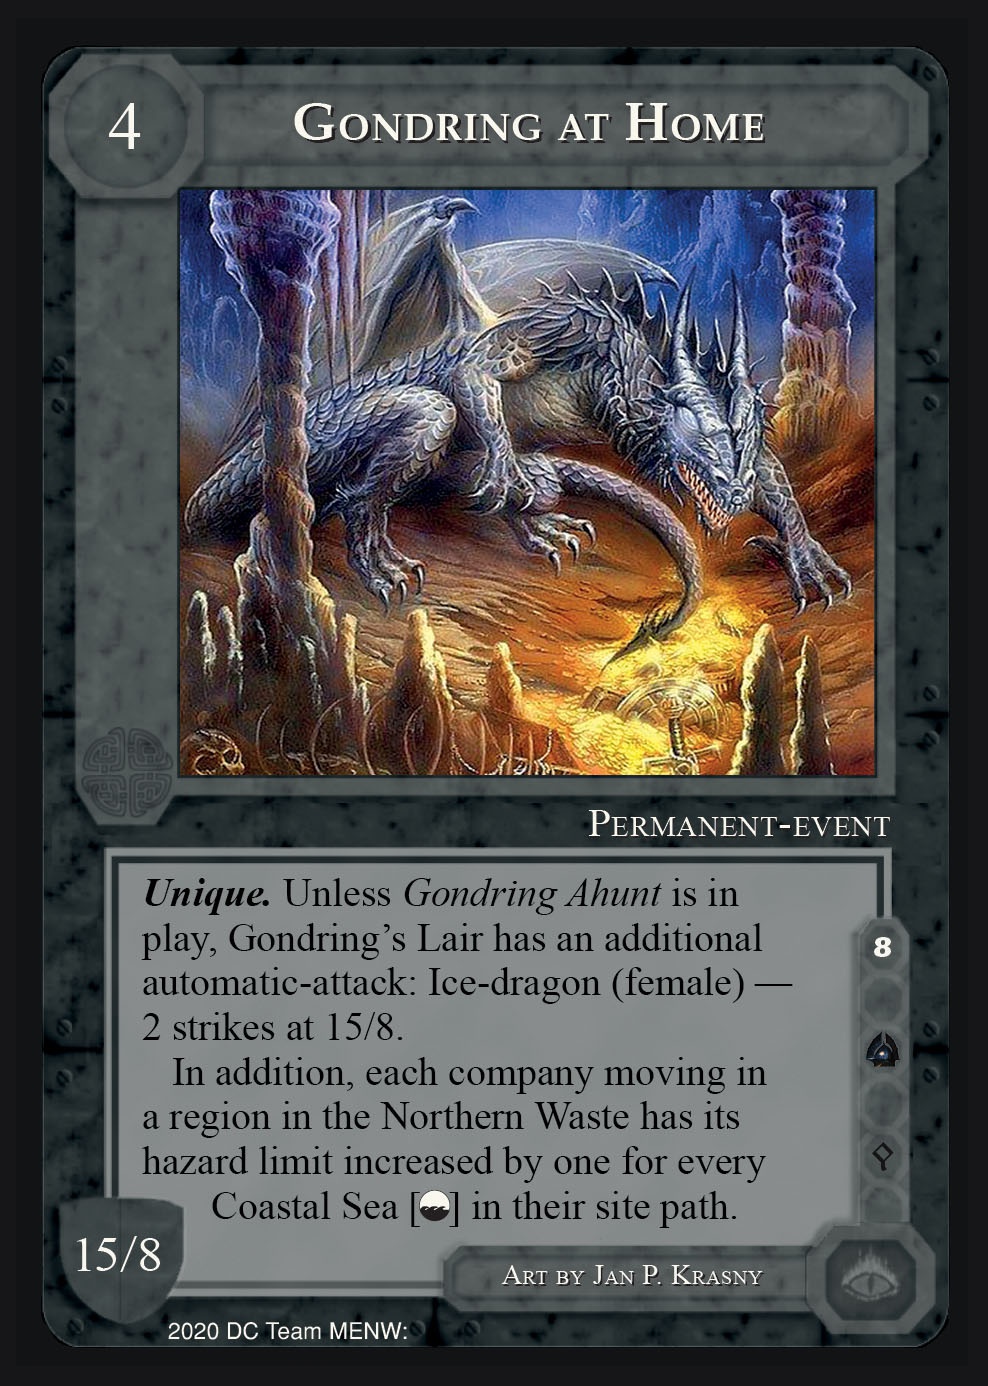 4
Gondring at Home
Permanent-event
Unique. Unless Gondring Ahunt is in
play, Gondring’s Lair has an additional
automatic-attack: Ice-dragon (female) —
2 strikes at 15/8.
In addition, each company moving in
a region in the Northern Waste has its
hazard limit increased by one for every
Coastal Sea [] in their site path.
8
15/8
Art by Jan P. Krasny
2020 DC Team MENW: